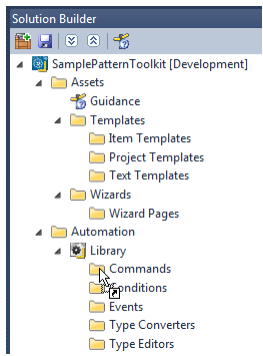 Solution Builder
SamplePatternToolkit [Development]
Assets
Guidance
Templates
Item Templates
Project Templates
Text Templates
Wizards
Wizard Pages
Automation
Library
Commands
Conditions
Events
Type Converters
Type Editors